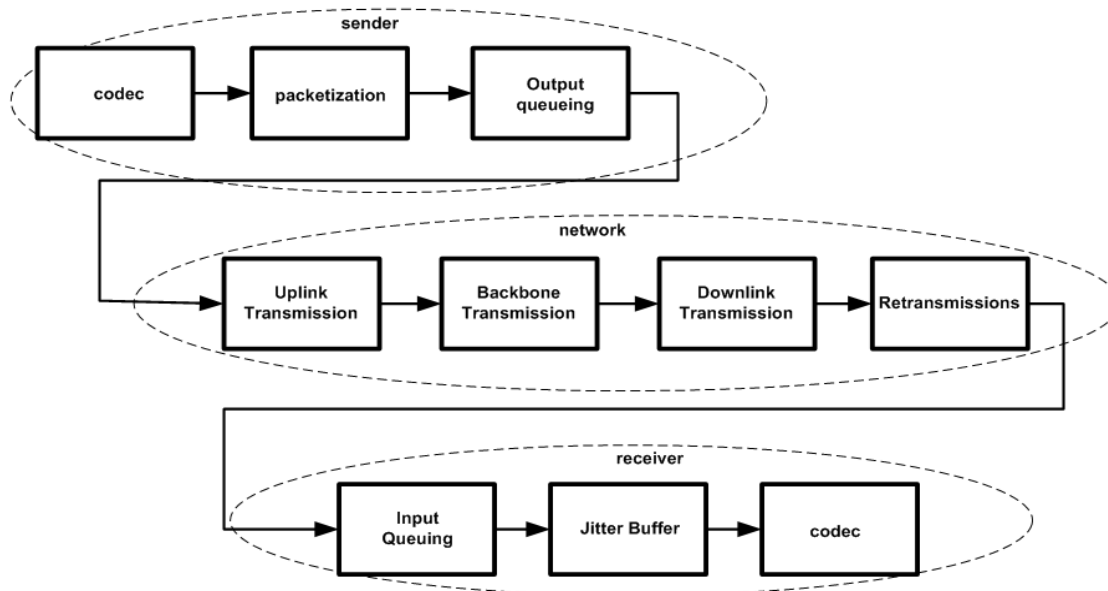 sender
codec
packetization
Output
queueing
network
Uplink
Transmission
Backbone
Transmission
Downlink
Transmission
Retransmissions
receiver
Input
Queuing
Jitter Buffer
codec